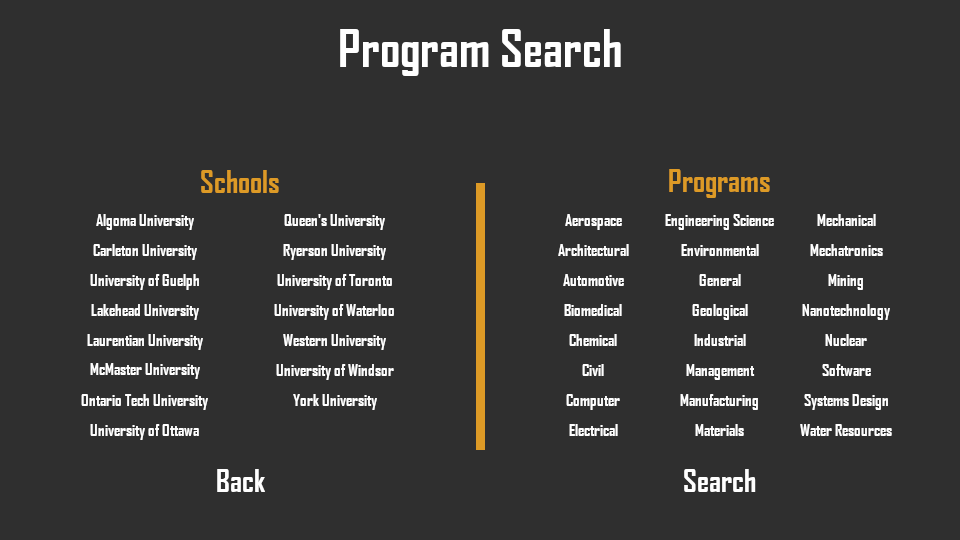 Program Search
Schools
Algoma University
Carleton University
University of Guelph
Lakehead University
Laurentian University
McMaster University
Ontario Tech University
University of Ottawa
Queen's University
Ryerson University
University of Toronto
University of Waterloo
Western University
University of Windsor
York University
Back
Programs
Aerospace
Architectural
Automotive
Biomedical
Chemical
Civil
Computer
Electrical
Engineering Science
Environmental
General
Geological
Industrial
Management
Manufacturing
Materials
Mechanical
Mechatronics
Mining
Nanotechnology
Nuclear
Software
Systems Design
Water Resources
Search